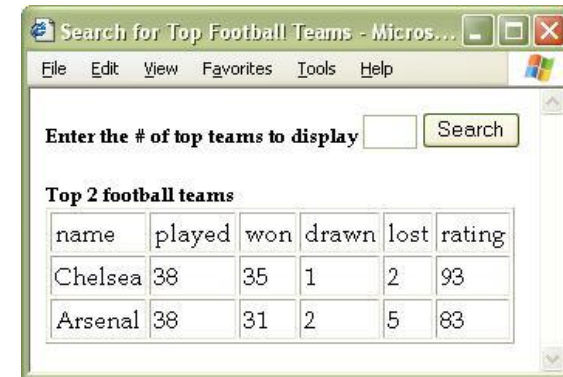 Search for Top Football Teams - Micros...
File Edit View Favorites Tools Help
Enter the # of top teams to display Search
Top 2 football teams
name played won drawn lost rating
Chelsea 38 35 1 2 93
Arsenal 38 31 2 5 83